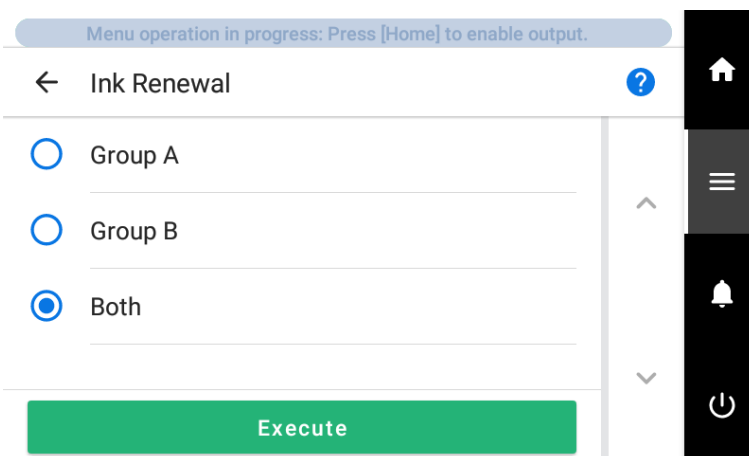 Menu operation in progress: Press [Home] to enable output.
Ink Renewal
?
Group A
Group B
Both
Execute